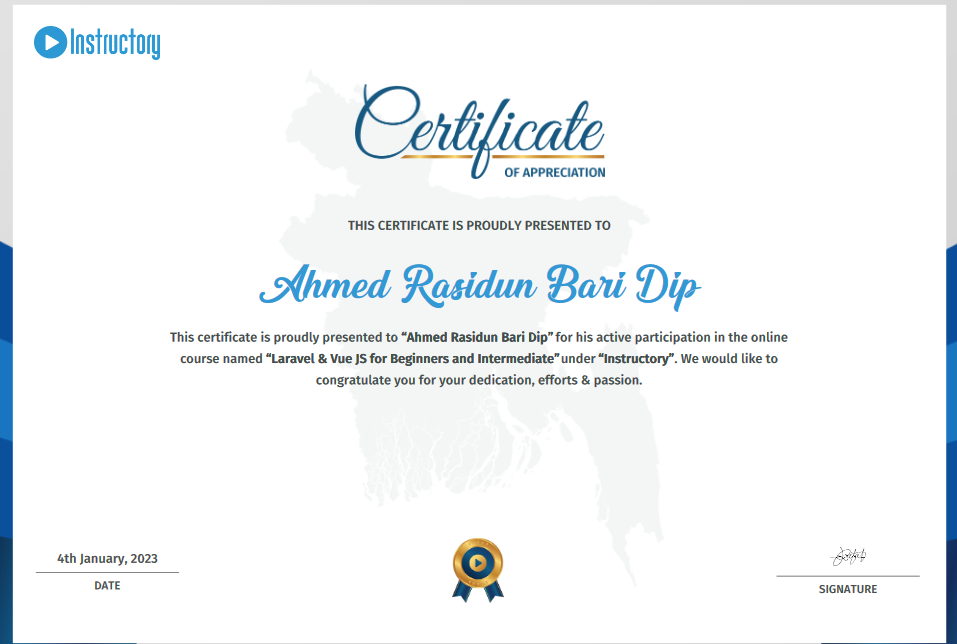 Instructory
Certificate
OF APPRECIATION
THIS CERTIFICATE IS PROUDLY PRESENTED TO
Ahmed Rasidun Bari Dip
This certificate is proudly presented to “Ahmed Rasidun Bari Dip” for his active participation in the online
course named “Laravel & Vue JS for Beginners and Intermediate” under “Instructory”. We would like to
congratulate you for your dedication, efforts & passion.
4th January, 2023
DATE
SIGNATURE